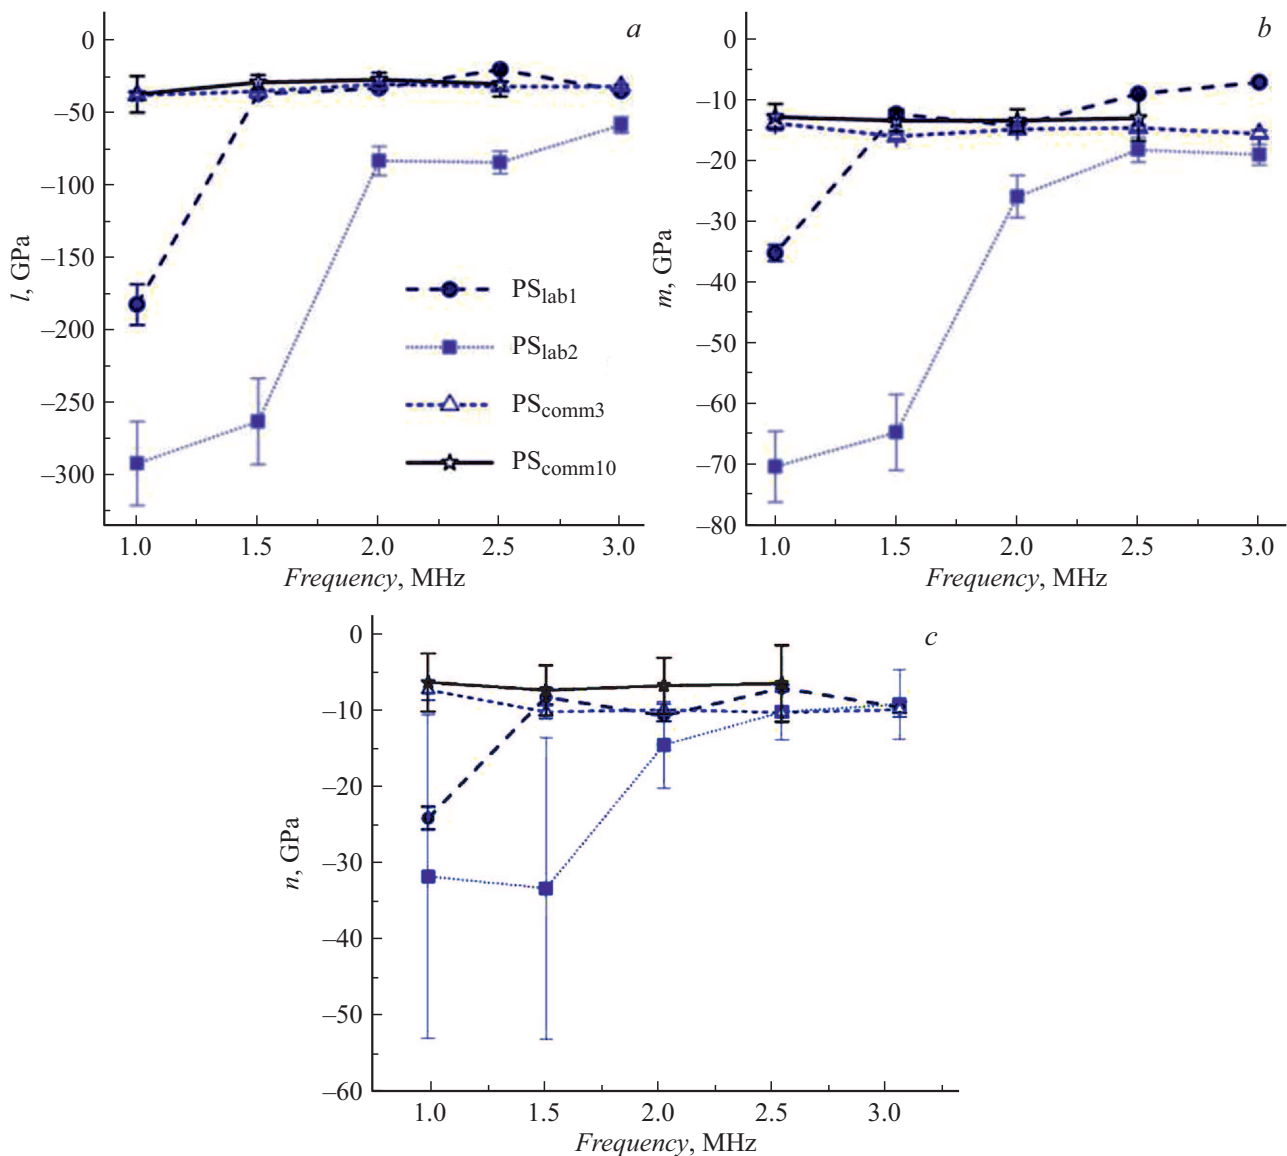 a
0
–50
–100
–150
–200
–250
–300
l, GPa
PSlab1
PSlab2
PScomm3
PScomm10
1.0 1.5 2.0 2.5 3.0
Frequency, MHz
b
0
–10
–20
–30
–40
–50
–60
–70
–80
m, GPa
1.0 1.5 2.0 2.5 3.0
Frequency, MHz
c
0
–10
–20
–30
–40
–50
–60
n, GPa
1.0 1.5 2.0 2.5 3.0
Frequency, MHz